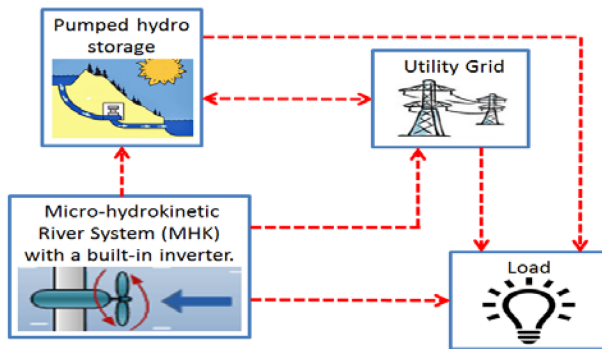 Pumped hydro
storage
Utility Grid
Micro-hydrokinetic
River System (MHK)
with a built-in inverter.
Load